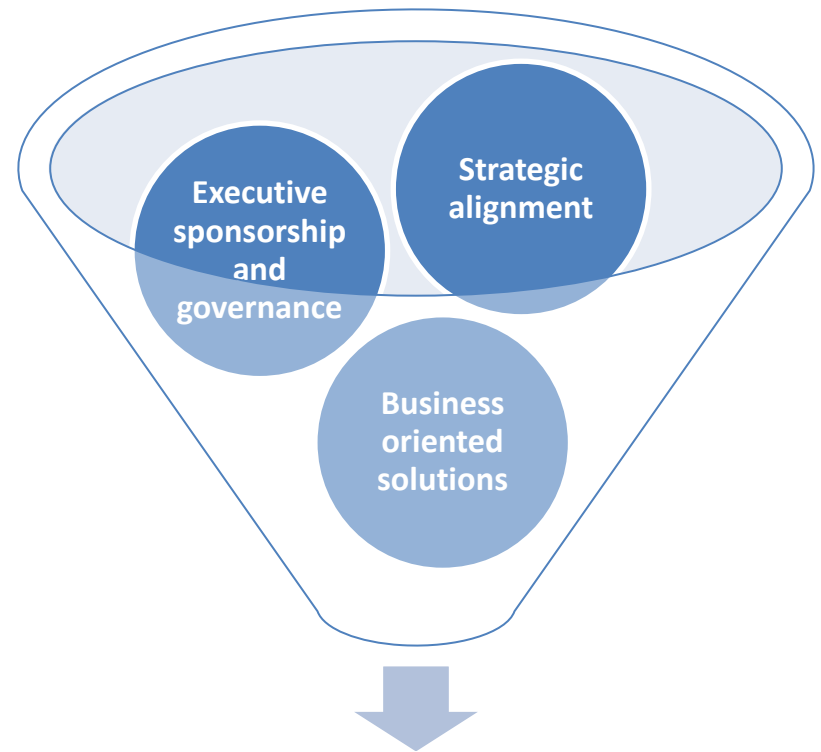 Executive
sponsorship
and
governance
Strategic
alignment
Business
oriented
solutions